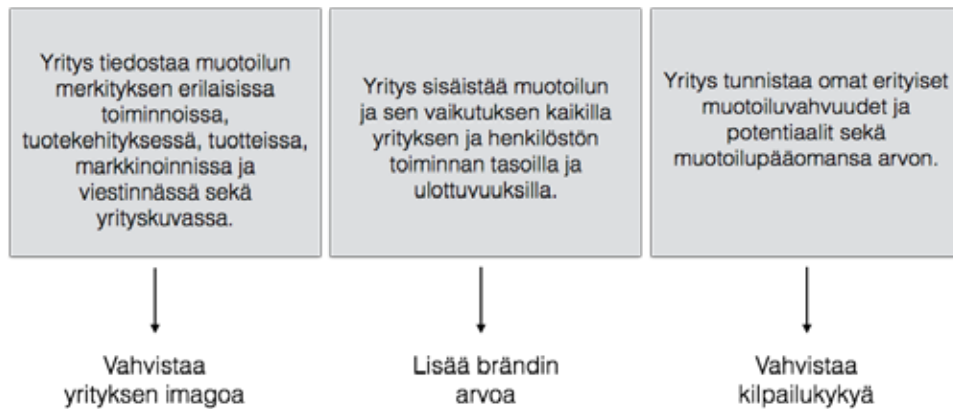 Yritys tiedostaa muotoilun
merkityksen erilaisissa
toiminnoissa,
tuotekehityksessä, tuotteissa,
markkinoinnissa ja
viestinnässä sekä
yrityskuvassa.
Yritys sisäistää muotoilun
ja sen vaikutuksen kaikilla
yrityksen ja henkilöstön
toiminnan tasoilla ja
ulottuvuuksilla.
Yritys tunnistaa omat erityiset
muotoiluvahvuudet ja
potentiaalit sekä
muotoilupääomansa arvon.
Vahvistaa
yrityksen imagoa
Lisää brändin
arvoa
Vahvistaa
kilpailukykyä